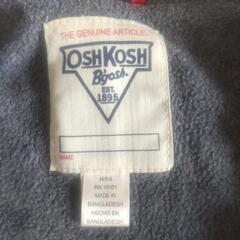 THE GENUINE ARTICLE.
OSHKOSH
B'gosh.
EST.
1895
NAME
RN 15101
MADE IN
BANGLADESH
HECHO EN
BANGLADESH